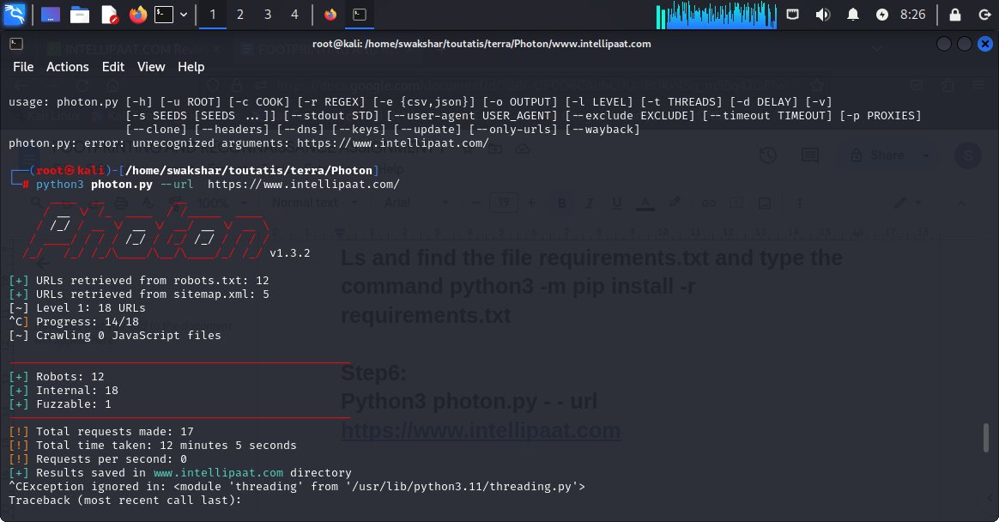 1 2 3 4 8:26
root@kali: /home/swakshar/toutatis/terra/Photon/www.intellipaat.com
File Actions Edit View Help
usage: photon.py [-h] [-u ROOT] [-c COOK] [-r REGEX] [-e {csv,json}] [-o OUTPUT] [-l LEVEL] [-t THREADS] [-d DELAY] [-v]
[-s SEEDS [SEEDS ...]] [--stdout STD] [--user-agent USER_AGENT] [--exclude EXCLUDE] [--timeout TIMEOUT] [-p PROXIES]
[--clone] [--headers] [--dns] [--keys] [--update] [--only-urls] [--wayback]
photon.py: error: unrecognized arguments: https://www.intellipaat.com/
(root㉿kali)-[/home/swakshar/toutatis/terra/Photon]
# python3 photon.py --url https://www.intellipaat.com/
Photon
v1.3.2
[+] URLs retrieved from robots.txt: 12
[+] URLs retrieved from sitemap.xml: 5
[~] Level 1: 18 URLs
^C] Progress: 14/18
[~] Crawling 0 JavaScript files
[+] Robots: 12
[+] Internal: 18
[+] Fuzzable: 1
[!] Total requests made: 17
[!] Total time taken: 12 minutes 5 seconds
[!] Requests per second: 0
[+] Results saved in www.intellipaat.com directory
^CException ignored in: <module 'threading' from '/usr/lib/python3.11/threading.py'>
Traceback (most recent call last):
Share
S
100%
Normal text
Arial
19
Ls and find the file requirements.txt and type the
command python3 -m pip install -r
requirements.txt
Step6:
Python3 photon.py - - url
https://www.intellipaat.com